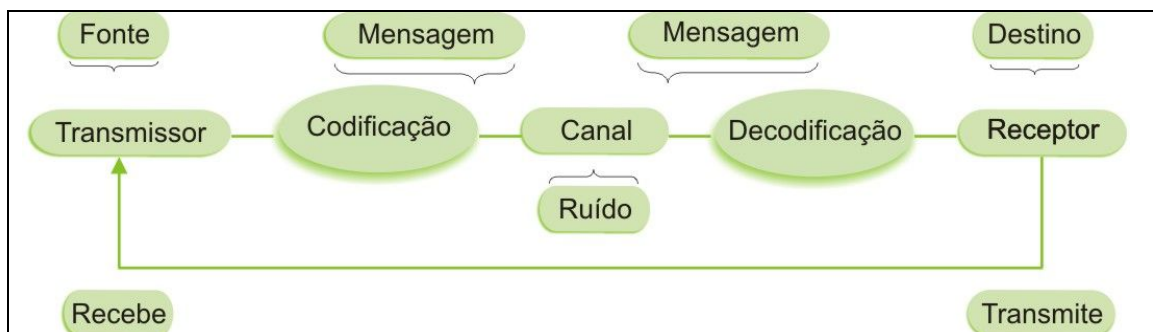 Fonte Mensagem Mensagem Destino
Transmissor Codificação Canal Decodificação Receptor
Ruído
Recebe Transmite